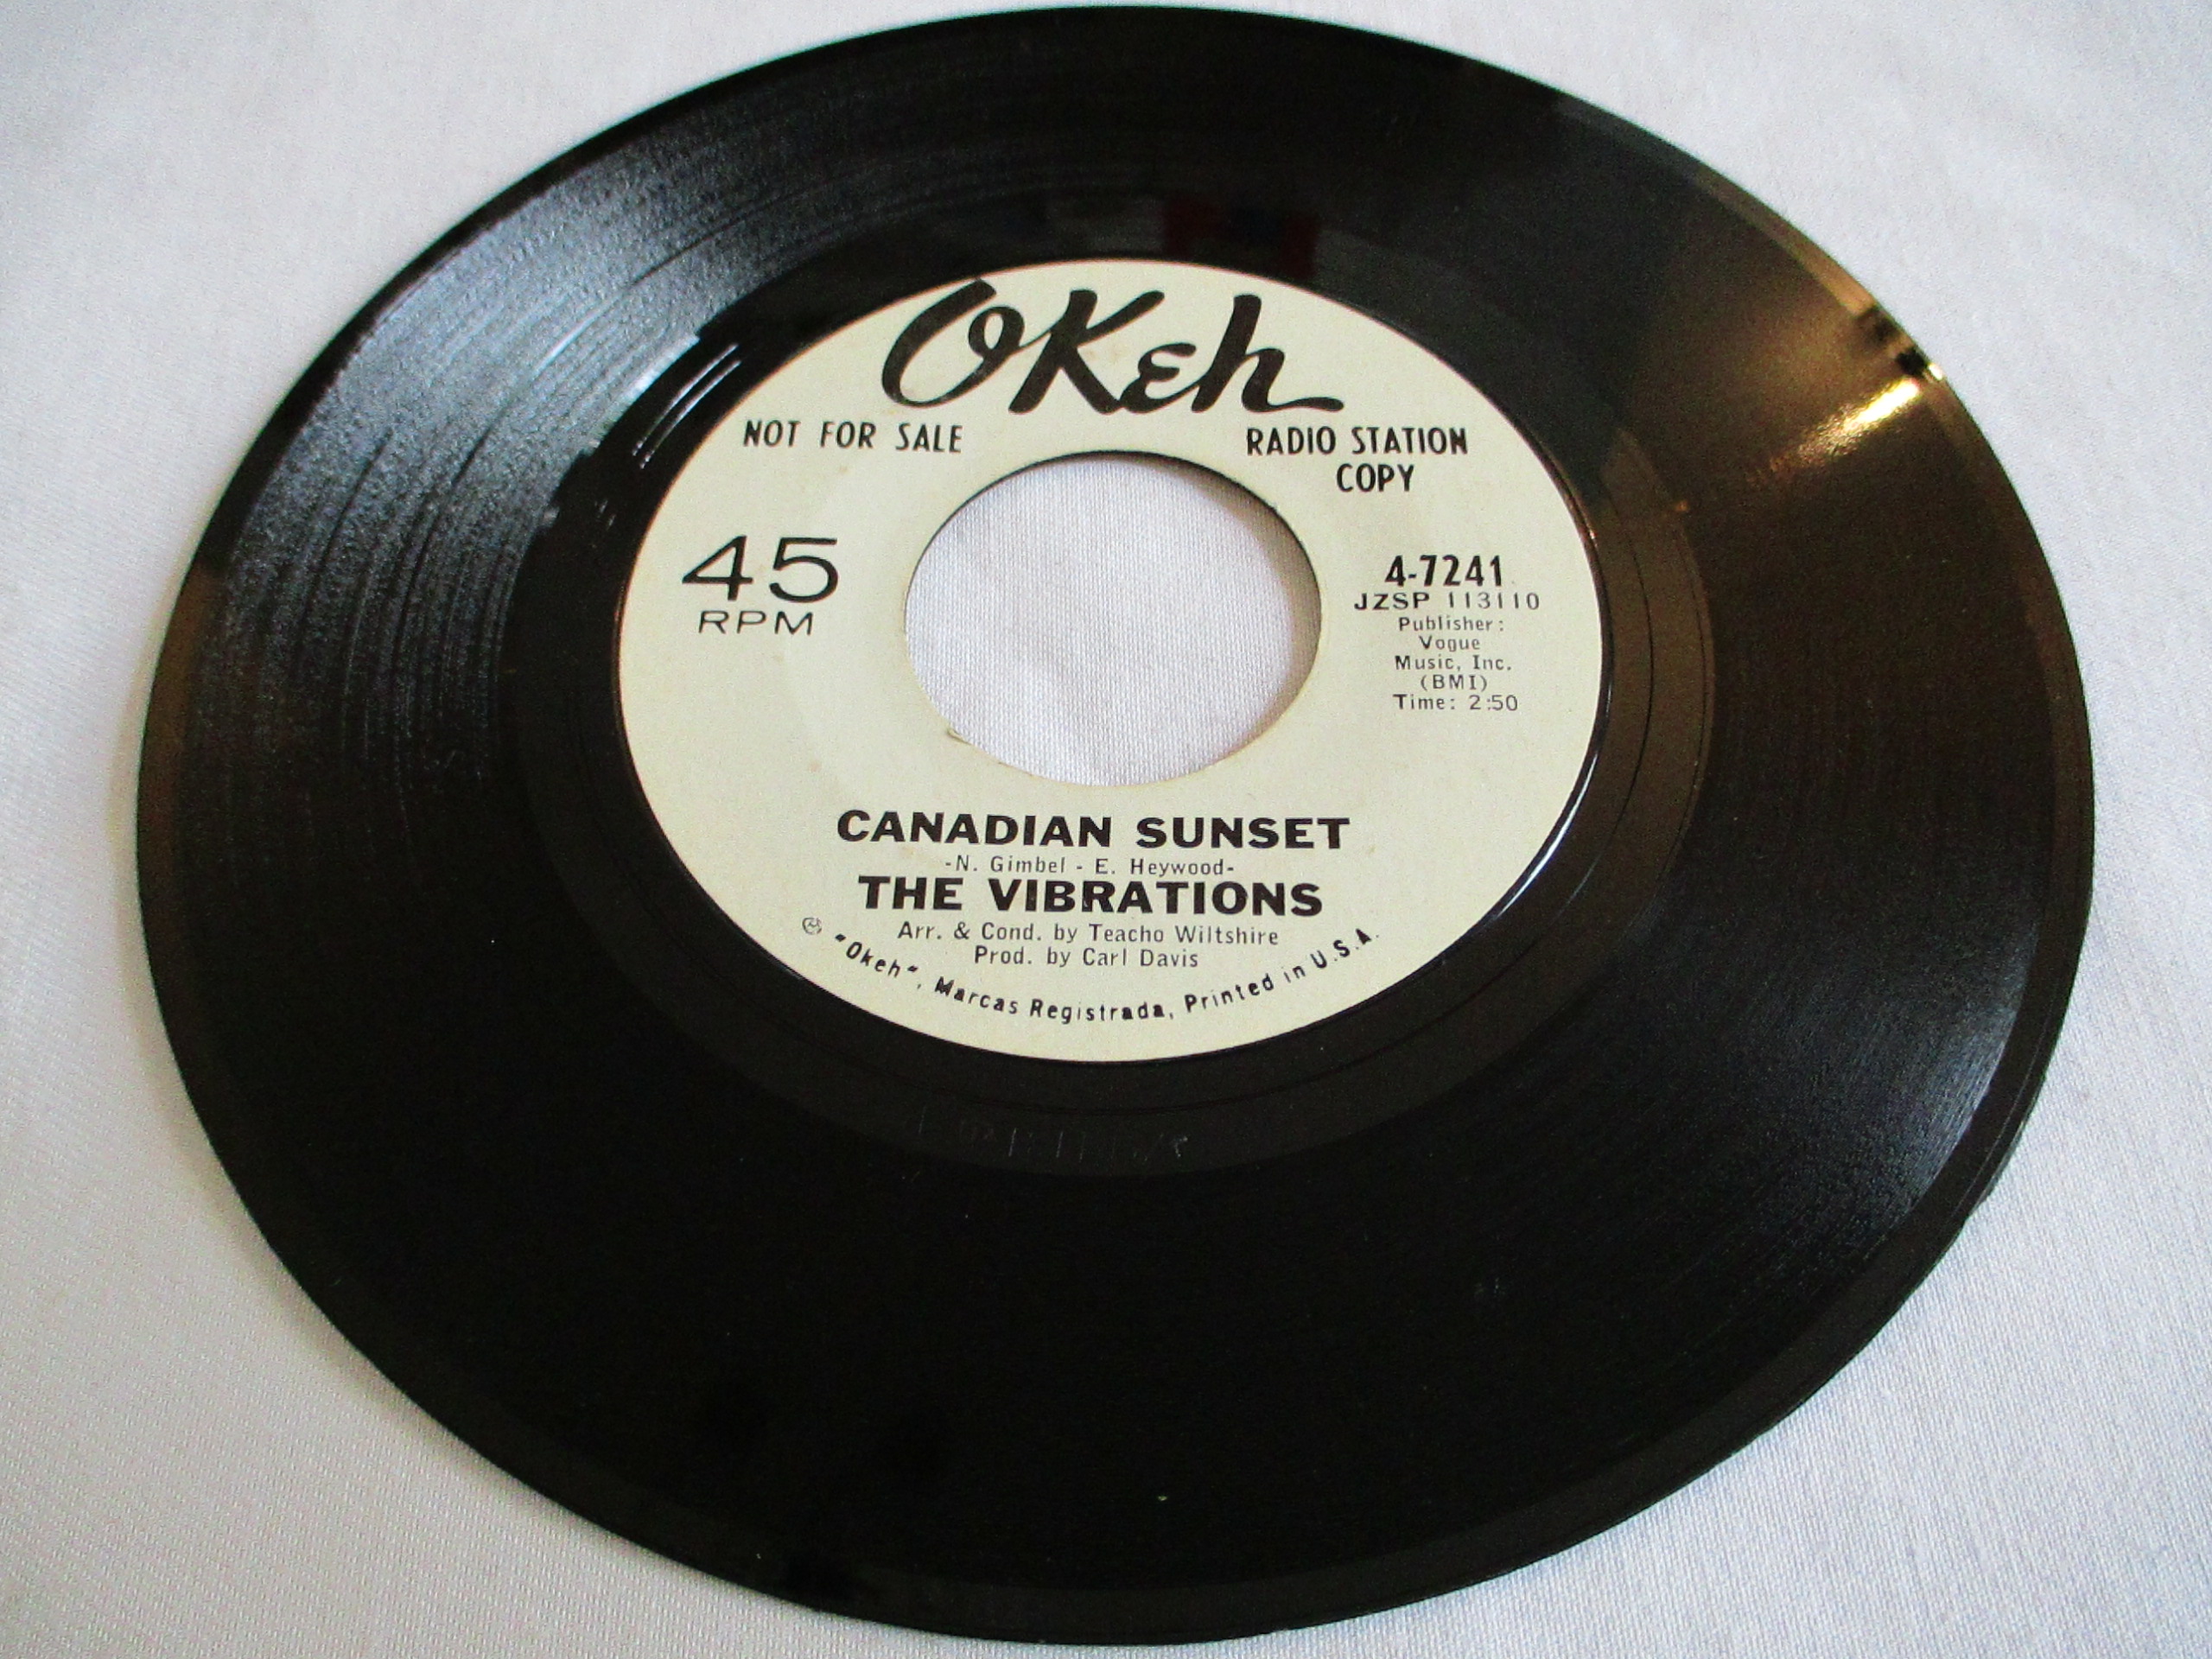 OKeh
NOT FOR SALE
RADIO STATION
COPY
45
RPM
4-7241
JZSP 113110
Publisher:
Vogue
Music, Inc.
(BMI)
Time: 2:50
CANADIAN SUNSET
-N. Gimbel - E. Heywood-
THE VIBRATIONS
Arr. & Cond. by Teacho Wiltshire
Prod. by Carl Davis
"Okeh", Marcas Registrada, Printed in U.S.A.